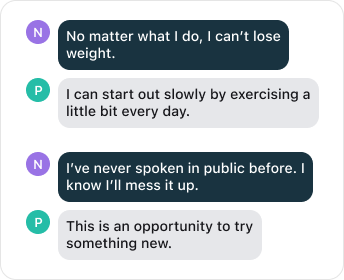 N
No matter what I do, I can’t lose
weight.
P
I can start out slowly by exercising a
little bit every day.
N
I’ve never spoken in public before. I
know I’ll mess it up.
P
This is an opportunity to try
something new.